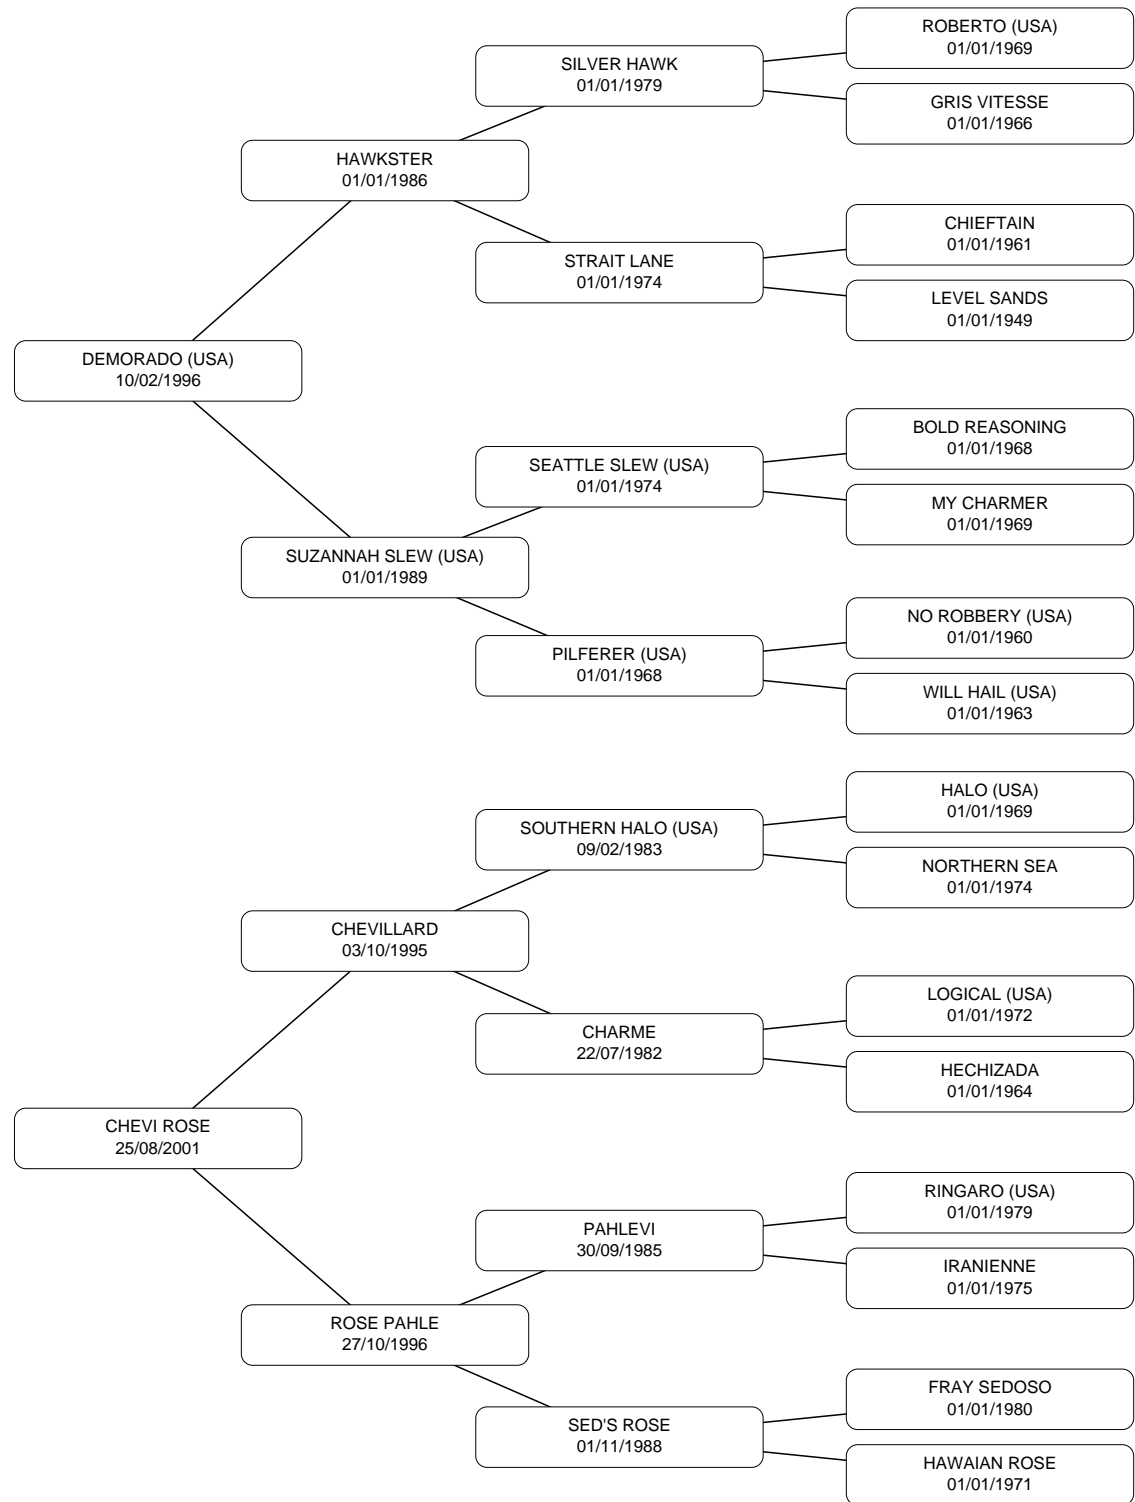 ROBERTO (USA)
01/01/1969
SILVER HAWK
01/01/1979
GRIS VITESSE
01/01/1966
HAWKSTER
01/01/1986
CHIEFTAIN
01/01/1961
STRAIT LANE
01/01/1974
LEVEL SANDS
01/01/1949
DEMORADO (USA)
10/02/1996
BOLD REASONING
01/01/1968
SEATTLE SLEW (USA)
01/01/1974
MY CHARMER
01/01/1969
SUZANNAH SLEW (USA)
01/01/1989
NO ROBBERY (USA)
01/01/1960
PILFERER (USA)
01/01/1968
WILL HAIL (USA)
01/01/1963
HALO (USA)
01/01/1969
SOUTHERN HALO (USA)
09/02/1983
NORTHERN SEA
01/01/1974
CHEVILLARD
03/10/1995
LOGICAL (USA)
01/01/1972
CHARME
22/07/1982
HECHIZADA
01/01/1964
CHEVI ROSE
25/08/2001
RINGARO (USA)
01/01/1979
PAHLEVI
30/09/1985
IRANIENNE
01/01/1975
ROSE PAHLE
27/10/1996
FRAY SEDOSO
01/01/1980
SED'S ROSE
01/11/1988
HAWAIAN ROSE
01/01/1971